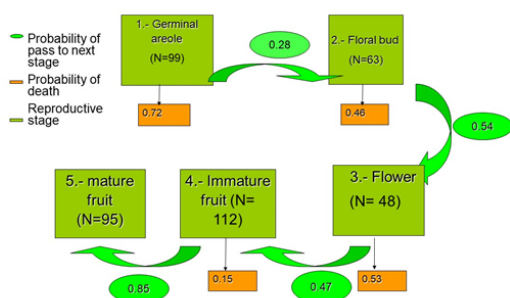 Probability of
pass to next
stage
Probability of
death
Reproductive
stage
1.- Germinal
areole
(N=99)
0.28
2.- Floral bud
(N=63)
0.72
0.46
0.54
5.- mature
fruit
(N=95)
4.- Immature
fruit (N=
112)
3.- Flower
(N= 48)
0.85
0.15
0.47
0.53